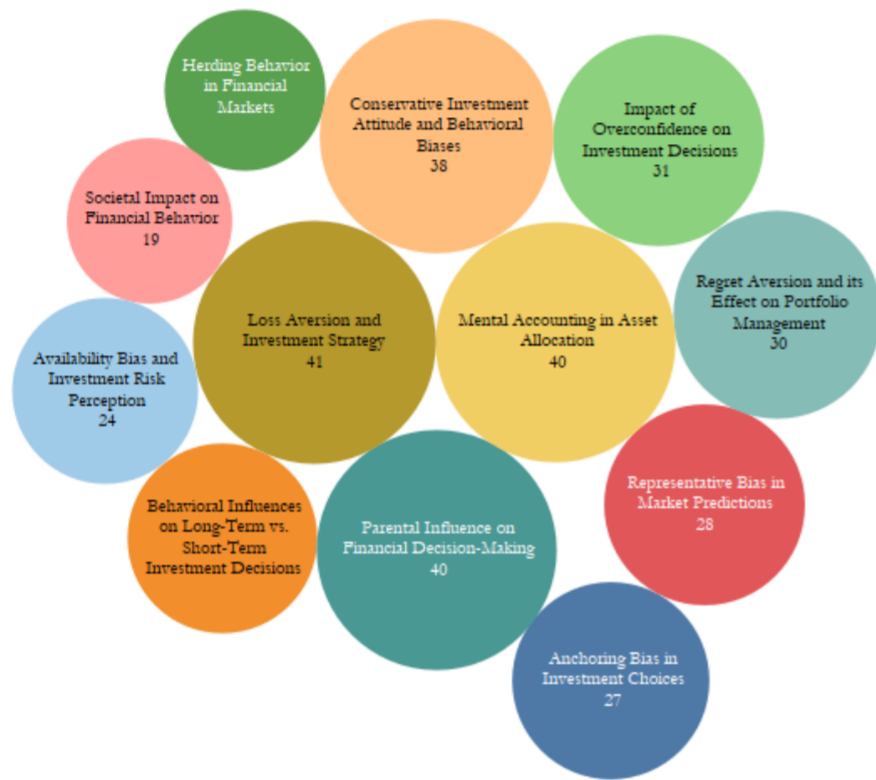 Herding Behavior
in Financial
Markets
Conservative Investment
Attitude and Behavioral
Biases
38
Impact of
Overconfidence on
Investment Decisions
31
Societal Impact on
Financial Behavior
19
Loss Aversion and
Investment Strategy
41
Mental Accounting in Asset
Allocation
40
Regret Aversion and its
Effect on Portfolio
Management
30
Availability Bias and
Investment Risk
Perception
24
Behavioral Influences
on Long-Term vs.
Short-Term
Investment Decisions
Parental Influence on
Financial Decision-Making
40
Representative Bias in
Market Predictions
28
Anchoring Bias in
Investment Choices
27